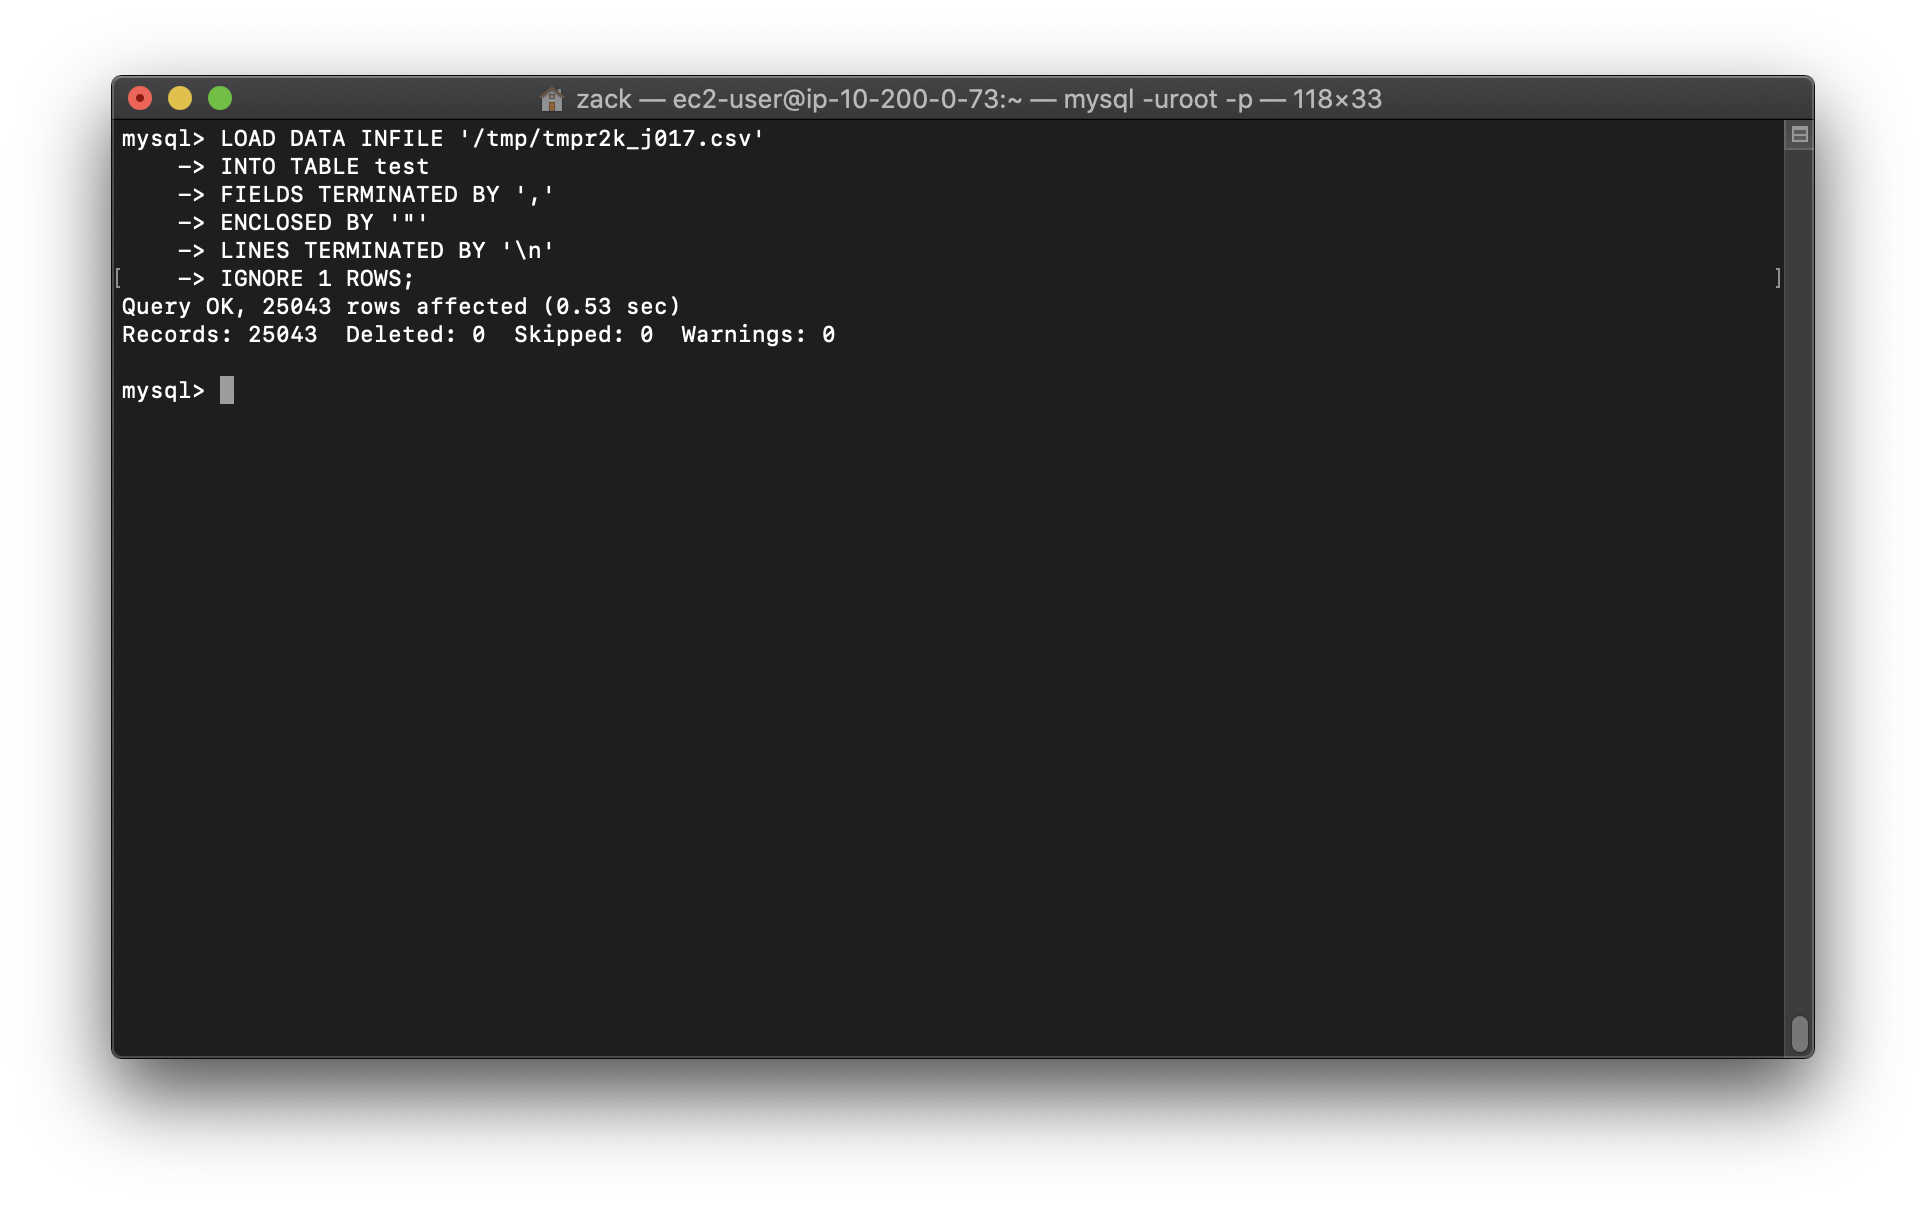 zack — ec2-user@ip-10-200-0-73:~ — mysql -uroot -p — 118×33
mysql> LOAD DATA INFILE '/tmp/tmpr2k_j017.csv'
    -> INTO TABLE test
    -> FIELDS TERMINATED BY ','
    -> ENCLOSED BY '"'
    -> LINES TERMINATED BY '\n'
[    -> IGNORE 1 ROWS; ]
Query OK, 25043 rows affected (0.53 sec)
Records: 25043  Deleted: 0  Skipped: 0  Warnings: 0
mysql>